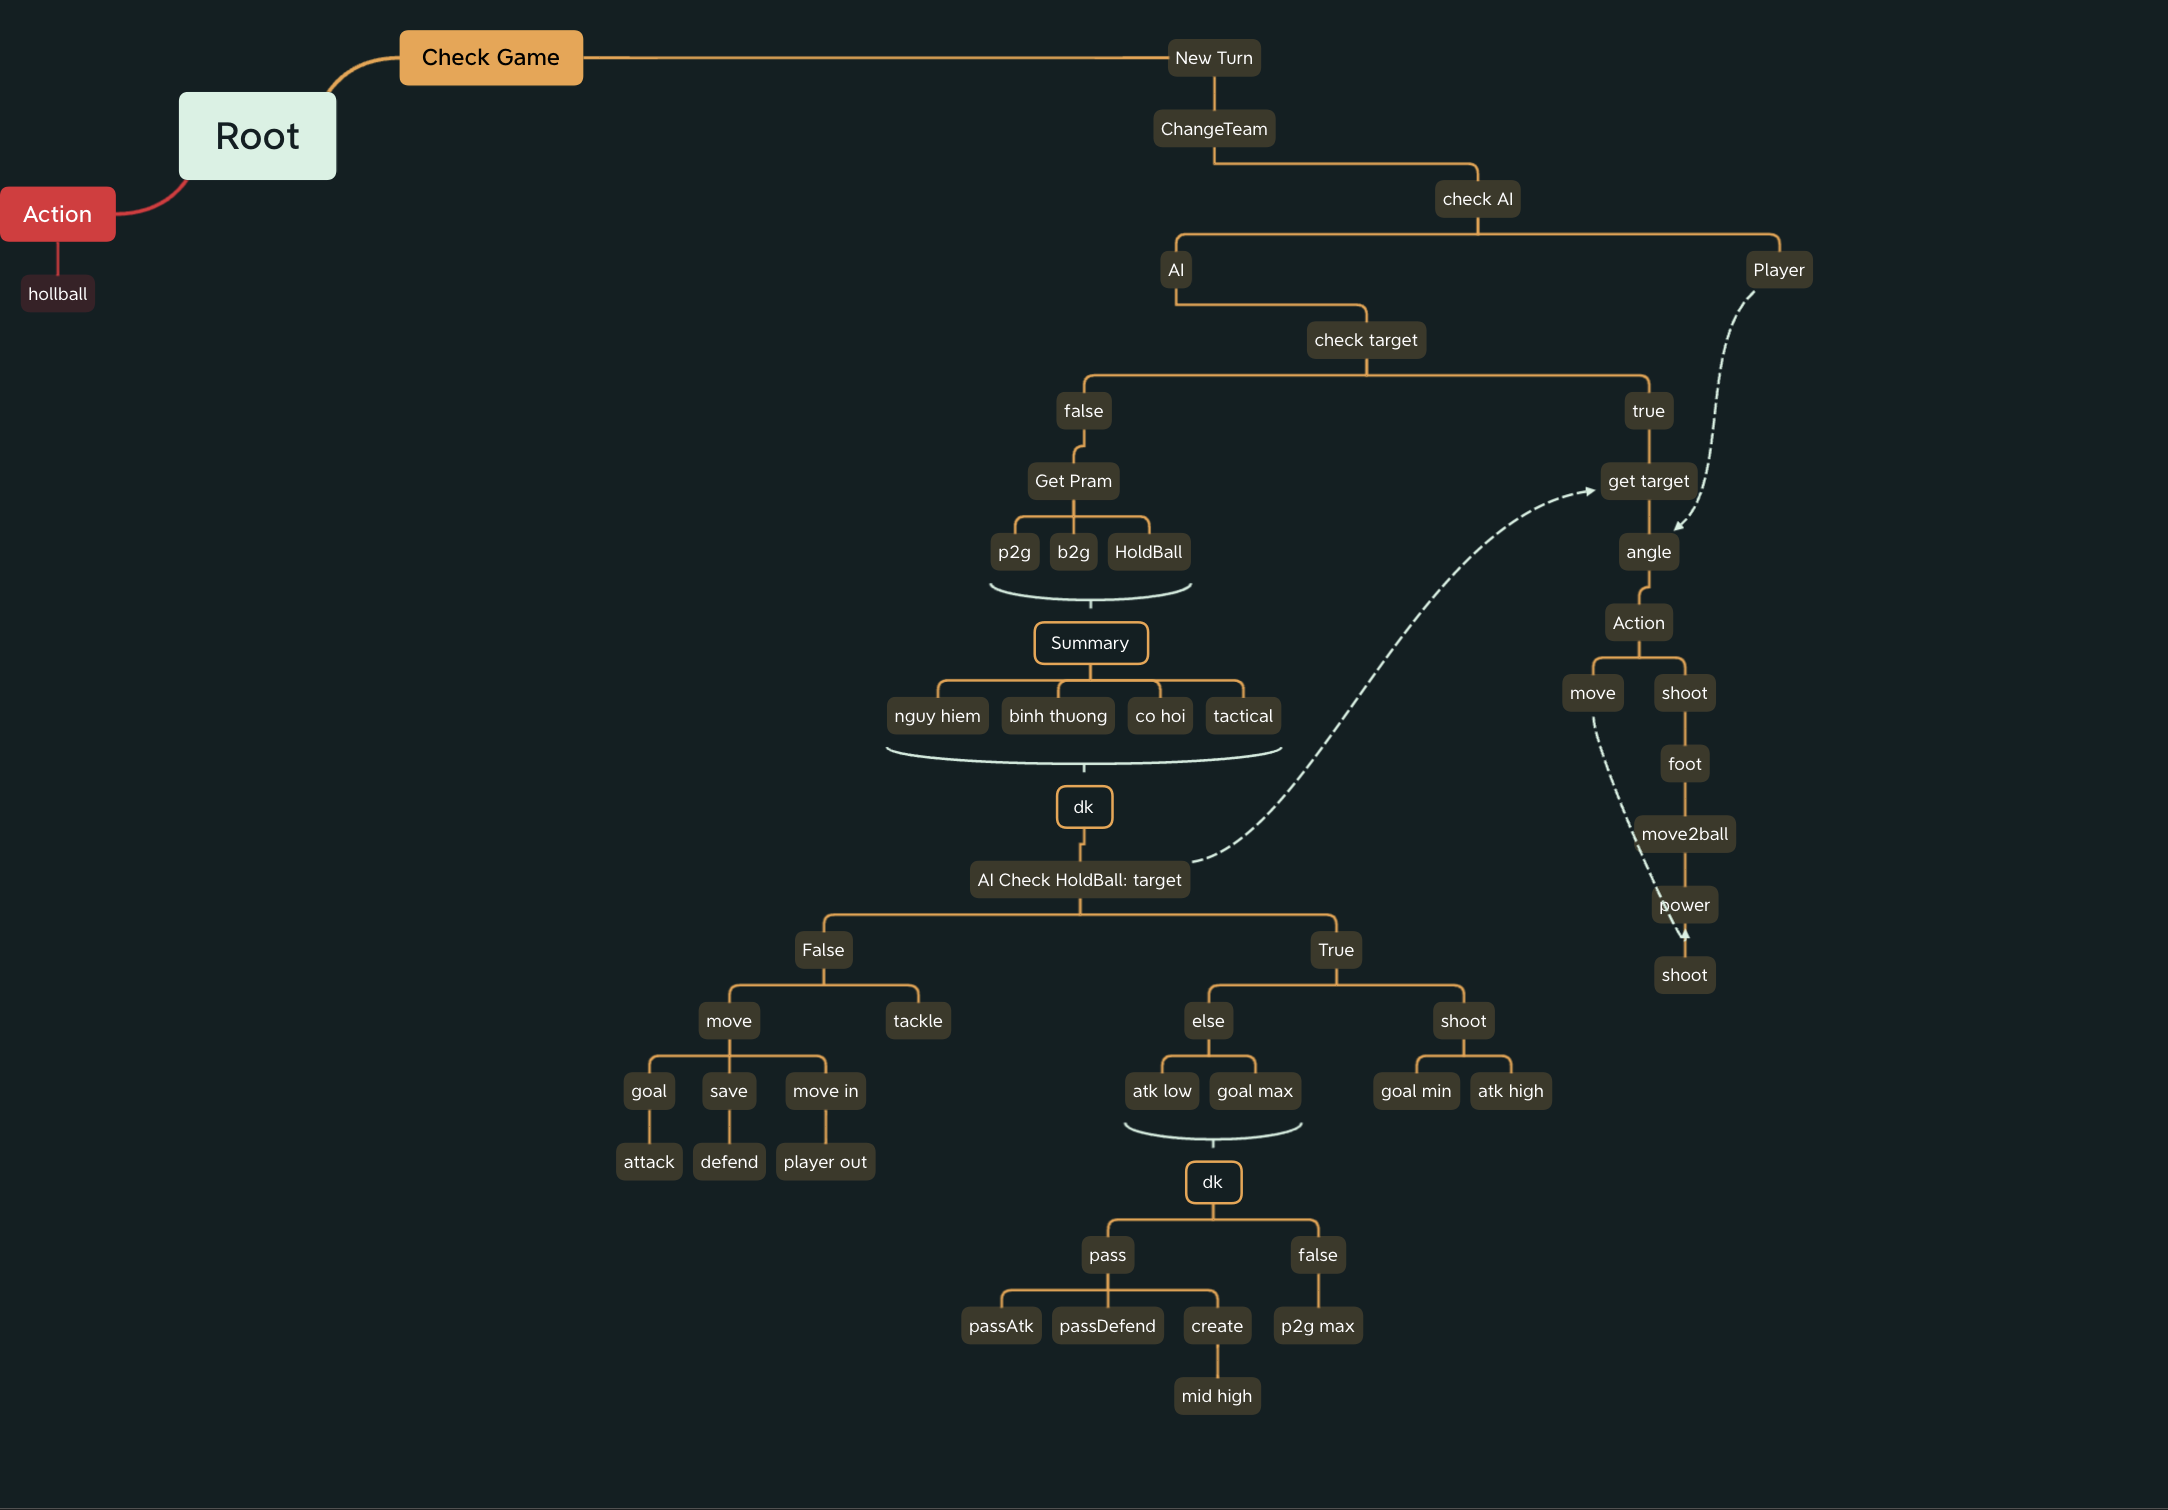 Check Game
New Turn
Root
ChangeTeam
check AI
Action
AI
Player
hollball
check target
false
true
Get Pram
get target
p2g
b2g
HoldBall
angle
Action
Summary
move
shoot
nguy hiem
binh thuong
co hoi
tactical
foot
dk
move2ball
AI Check HoldBall: target
power
False
True
shoot
move
tackle
else
shoot
goal
save
move in
atk low
goal max
goal min
atk high
attack
defend
player out
dk
pass
false
passAtk
passDefend
create
p2g max
mid high